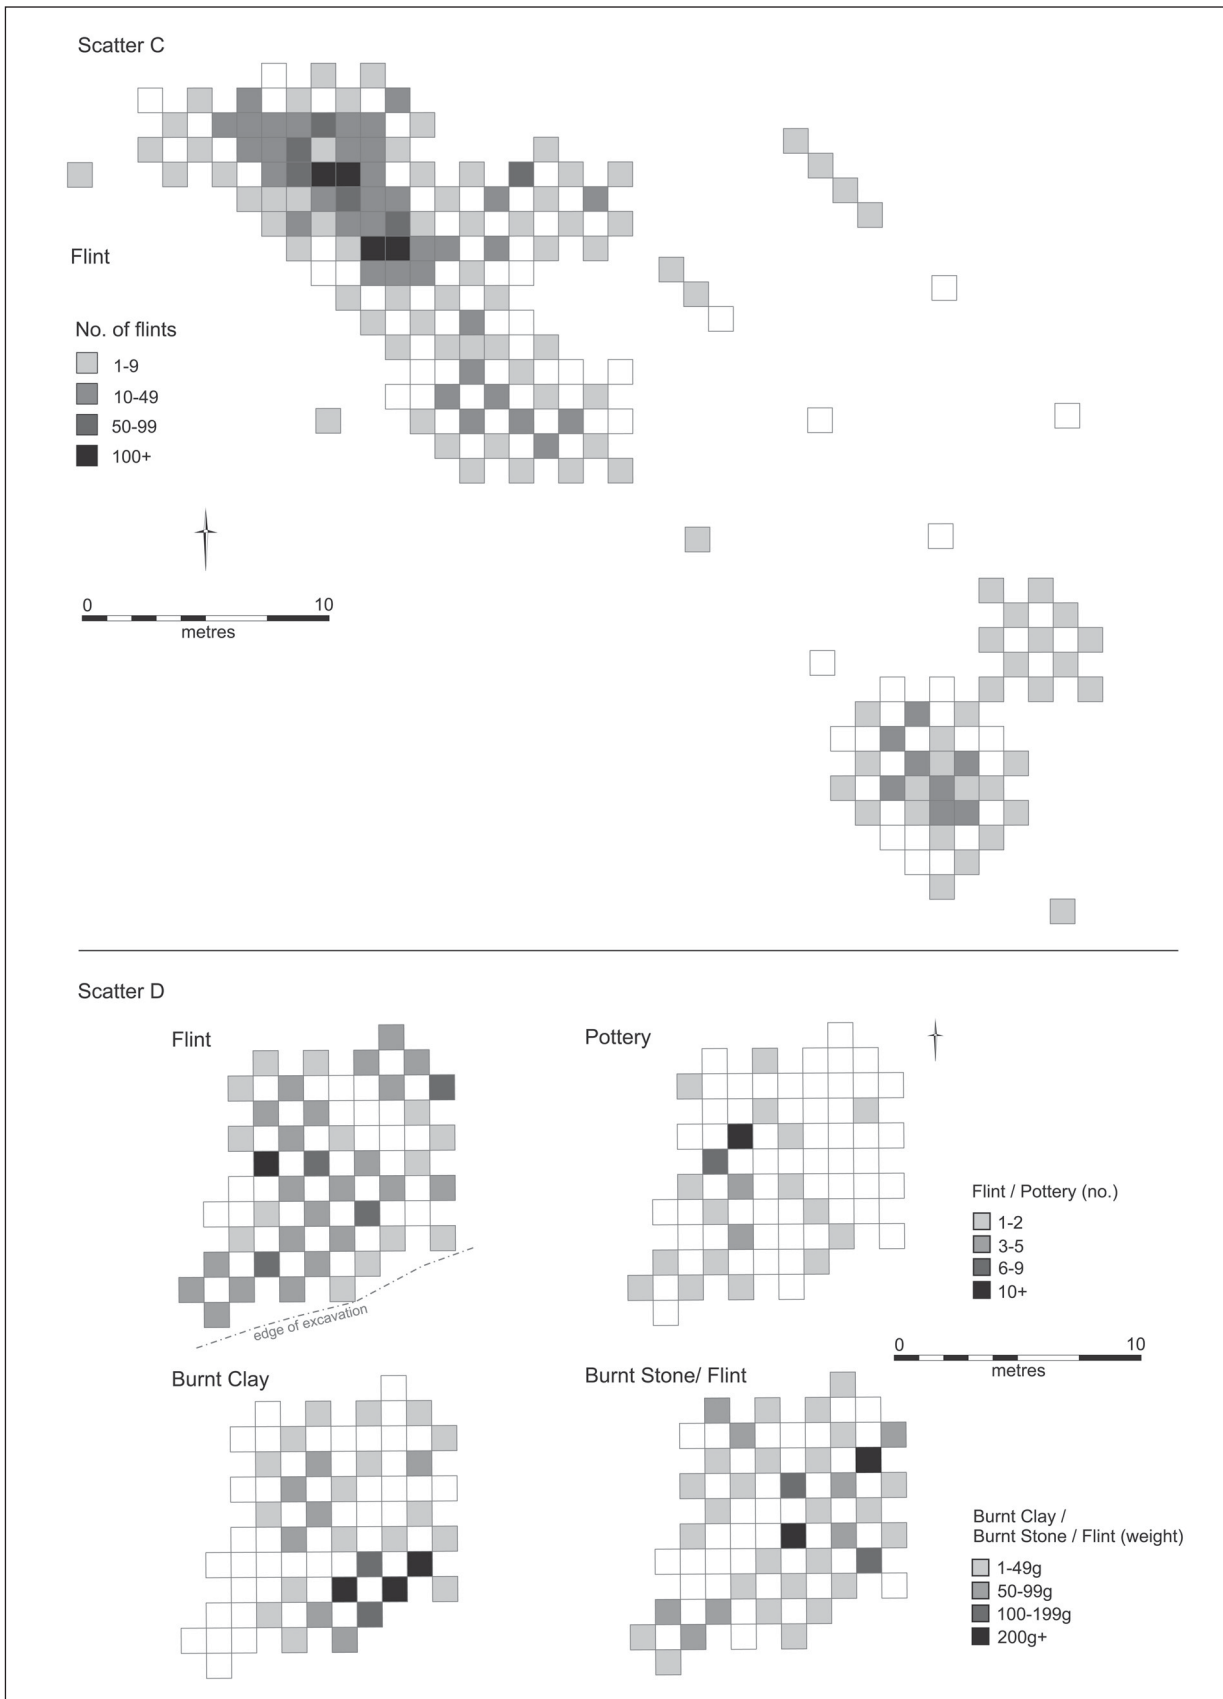 Scatter C
Flint
No. of flints
1-9
10-49
50-99
100+
0 10
metres
Scatter D
Flint
Pottery
edge of excavation
Flint / Pottery (no.)
1-2
3-5
6-9
10+
0 10
metres
Burnt Clay
Burnt Stone/ Flint
Burnt Clay /
Burnt Stone / Flint (weight)
1-49g
50-99g
100-199g
200g+